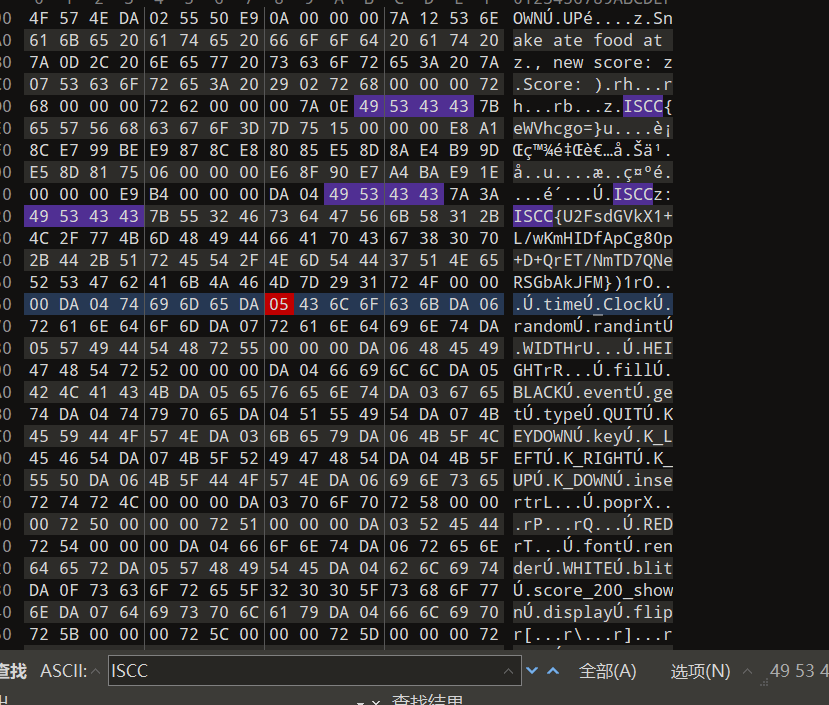 4F 57 4E DA 02 55 50 E9 0A 00 00 00 7A 12 53 6E OWNÚ.UPé....z.Sn
61 6B 65 20 61 74 65 20 66 6F 6F 64 20 61 74 20 ake ate food at
7A 0D 2C 20 6E 65 77 20 73 63 6F 72 65 3A 20 7A z., new score: z
07 53 63 6F 72 65 3A 20 29 02 72 68 00 00 00 72 .Score: ).rh...r
68 00 00 00 72 62 00 00 00 7A 0E 49 53 43 43 7B h...rb...z.ISCC{
65 57 56 68 63 67 6F 3D 7D 75 15 00 00 00 E8 A1 eWVhcgo=}u....è¡
8C E7 99 BE E9 87 8C E8 80 85 E5 8D 8A E4 B9 9D Œç™¾é‡Œè€…å.Šä¹.
E5 8D 81 75 06 00 00 00 E6 8F 90 E7 A4 BA E9 1E å..u....æ..ç¤ºé.
00 00 00 E9 B4 00 00 00 DA 04 49 53 43 43 7A 3A ...é´...Ú.ISCCz:
49 53 43 43 7B 55 32 46 73 64 47 56 6B 58 31 2B ISCC{U2FsdGVkX1+
4C 2F 77 4B 6D 48 49 44 66 41 70 43 67 38 30 70 L/wKmHIDfApCg80p
2B 44 2B 51 72 45 54 2F 4E 6D 54 44 37 51 4E 65 +D+QrET/NmTD7QNe
52 53 47 62 41 6B 4A 46 4D 7D 29 31 72 4F 00 00 RSGbAkJFM})1rO..
00 DA 04 74 69 6D 65 DA 05 43 6C 6F 63 6B DA 06 .Ú.timeÚ.ClockÚ.
72 61 6E 64 6F 6D DA 07 72 61 6E 64 69 6E 74 DA randomÚ.randintÚ
05 57 49 44 54 48 72 55 00 00 00 DA 06 48 45 49 .WIDTHrU...Ú.HEI
47 48 54 72 52 00 00 00 DA 04 66 69 6C 6C DA 05 GHTrR...Ú.fillÚ.
42 4C 41 43 4B DA 05 65 76 65 6E 74 DA 03 67 65 BLACKÚ.eventÚ.ge
74 DA 04 74 79 70 65 DA 04 51 55 49 54 DA 07 4B tÚ.typeÚ.QUITÚ.K
45 59 44 4F 57 4E DA 03 6B 65 79 DA 06 4B 5F 4C EYDOWNÚ.keyÚ.K_L
45 46 54 DA 07 4B 5F 52 49 47 48 54 DA 04 4B 5F EFTÚ.K_RIGHTÚ.K_
55 50 DA 06 4B 5F 44 4F 57 4E DA 06 69 6E 73 65 UPÚ.K_DOWNÚ.inse
72 74 72 4C 00 00 00 DA 03 70 6F 70 72 58 00 00 rtrL...Ú.poprX..
00 72 50 00 00 00 72 51 00 00 00 DA 03 52 45 44 .rP...rQ...Ú.RED
72 54 00 00 00 DA 04 66 6F 6E 74 DA 06 72 65 6E rT...Ú.fontÚ.ren
64 65 72 DA 05 57 48 49 54 45 DA 04 62 6C 69 74 derÚ.WHITEÚ.blit
DA 0F 73 63 6F 72 65 5F 32 30 30 5F 73 68 6F 77 Ú.score_200_show
6E DA 07 64 69 73 70 6C 61 79 DA 04 66 6C 69 70 nÚ.displayÚ.flip
72 5B 00 00 00 72 5C 00 00 00 72 5D 00 00 00 72 r[...r\...r]...r
查找 ASCII: ISCC 全部(A) 选项(N) 49 53 4
查找结果